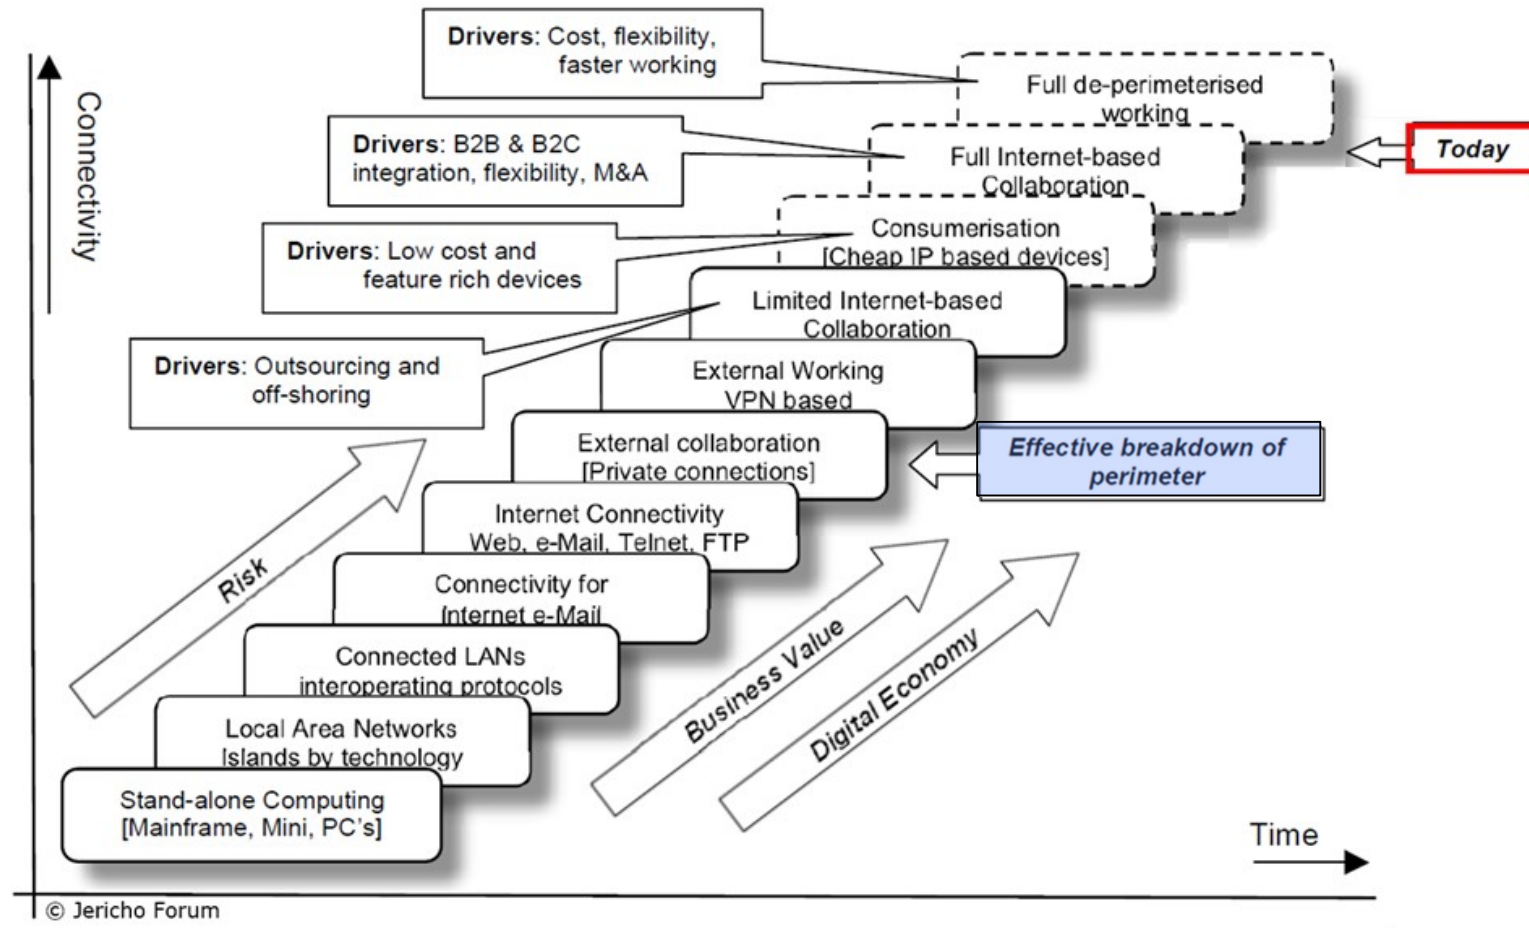 Drivers: Cost, flexibility,
faster working
Full de-perimeterised
working
Connectivity
Drivers: B2B & B2C
integration, flexibility, M&A
Full Internet-based
Collaboration
Today
Drivers: Low cost and
feature rich devices
Consumerisation
[Cheap IP based devices]
Limited Internet-based
Collaboration
Drivers: Outsourcing and
off-shoring
External Working
VPN based
External collaboration
[Private connections]
Effective breakdown of
perimeter
Internet Connectivity
Web, e-Mail, Telnet, FTP
Risk
Connectivity for
Internet e-Mail
Business Value
Digital Economy
Connected LANs
interoperating protocols
Local Area Networks
Islands by technology
Stand-alone Computing
[Mainframe, Mini, PC's]
Time
© Jericho Forum